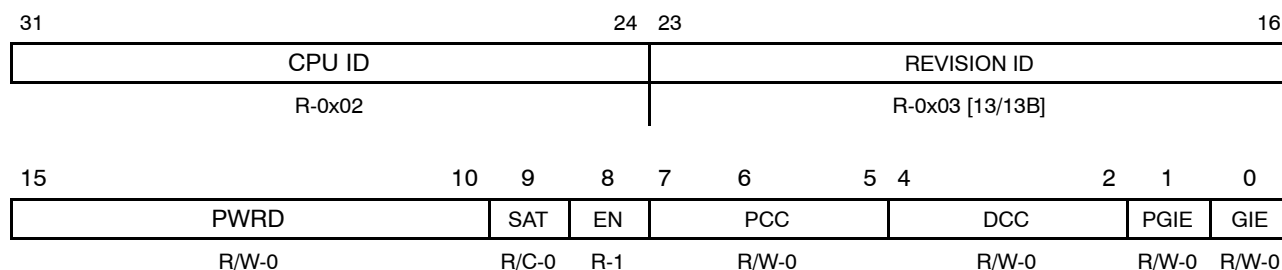 31 24 23 16
CPU ID REVISION ID
R-0x02 R-0x03 [13/13B]
15 10 9 8 7 6 5 4 2 1 0
PWRD SAT EN PCC DCC PGIE GIE
R/W-0 R/C-0 R-1 R/W-0 R/W-0 R/W-0 R/W-0